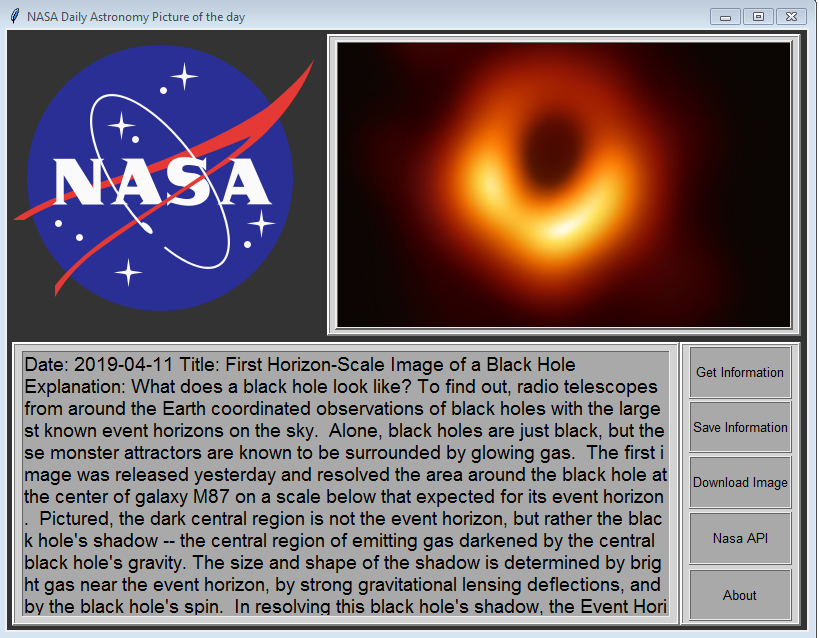 NASA Daily Astronomy Picture of the day
NASA
Date: 2019-04-11 Title: First Horizon-Scale Image of a Black Hole
Explanation: What does a black hole look like? To find out, radio telescopes
from around the Earth coordinated observations of black holes with the large
st known event horizons on the sky.  Alone, black holes are just black, but the
se monster attractors are known to be surrounded by glowing gas.  The first i
mage was released yesterday and resolved the area around the black hole at
the center of galaxy M87 on a scale below that expected for its event horizon
.  Pictured, the dark central region is not the event horizon, but rather the blac
k hole's shadow -- the central region of emitting gas darkened by the central
black hole's gravity. The size and shape of the shadow is determined by brig
ht gas near the event horizon, by strong gravitational lensing deflections, and
by the black hole's spin.  In resolving this black hole's shadow, the Event Hori
Get Information
Save Information
Download Image
Nasa API
About